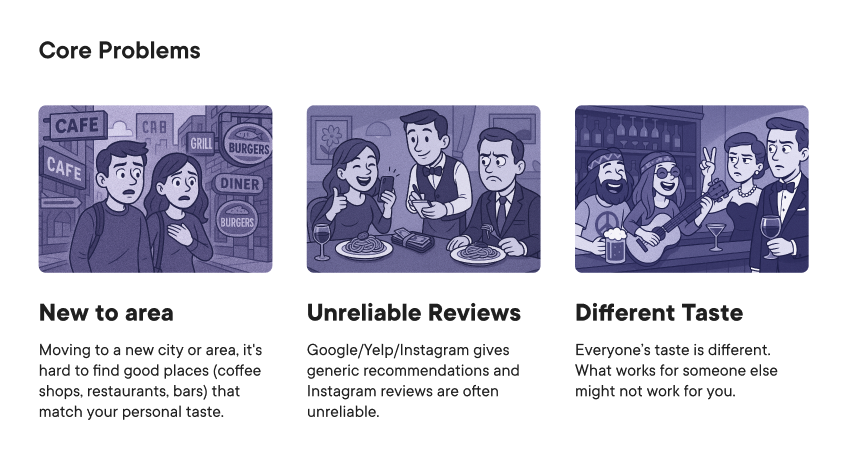 Core Problems
CAFE
CAB
GRILL
BURGERS
CAFE
DINER
BURGERS
New to area
Moving to a new city or area, it's
hard to find good places (coffee
shops, restaurants, bars) that
match your personal taste.
Unreliable Reviews
Google/Yelp/Instagram gives
generic recommendations and
Instagram reviews are often
unreliable.
Different Taste
Everyone’s taste is different.
What works for someone else
might not work for you.